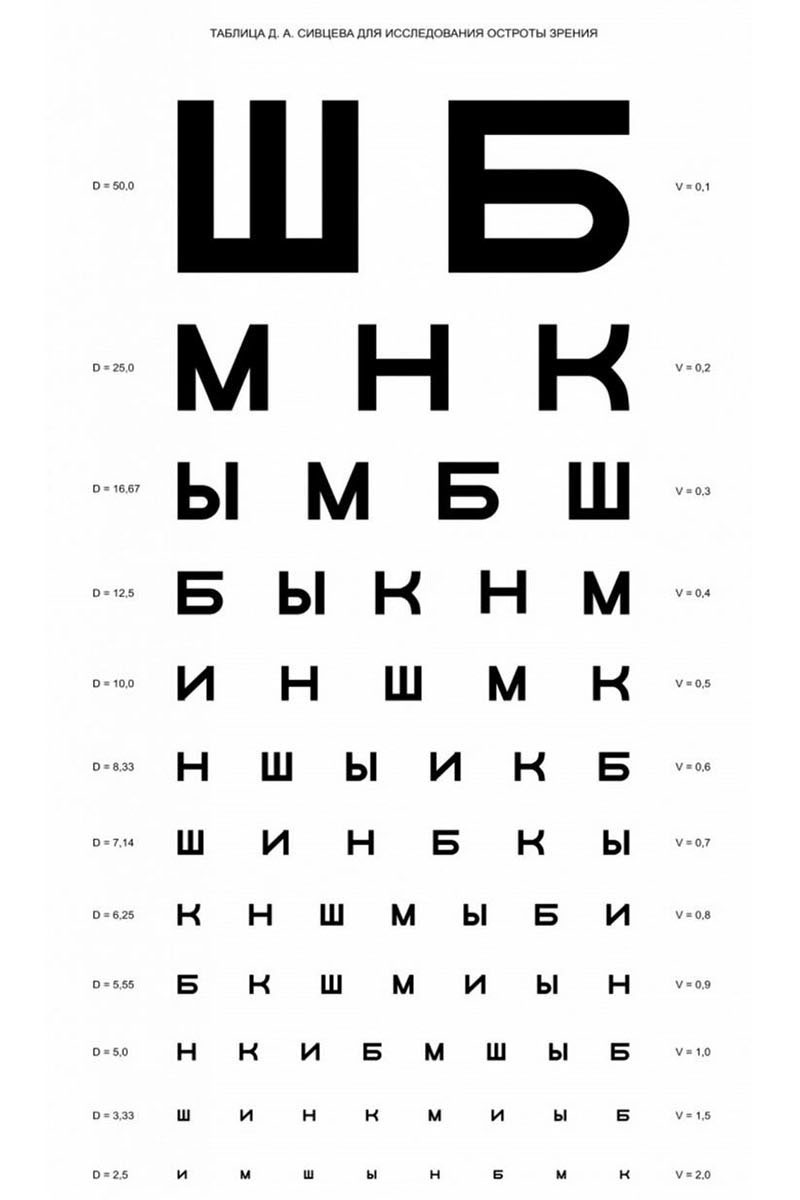 ТАБЛИЦА Д. А. СИВЦЕВА ДЛЯ ИССЛЕДОВАНИЯ ОСТРОТЫ ЗРЕНИЯ
D = 50,0 Ш Б V = 0,1
D = 25,0 М Н К V = 0,2
D = 16,67 Ы М Б Ш V = 0,3
D = 12,5 Б Ы К Н М V = 0,4
D = 10,0 И Н Ш М К V = 0,5
D = 8,33 Н Ш Ы И К Б V = 0,6
D = 7,14 Ш И Н Б К Ы V = 0,7
D = 6,25 К Н Ш М Ы Б И V = 0,8
D = 5,55 Б К Ш М И Ы Н V = 0,9
D = 5,0 Н К И Б М Ш Ы Б V = 1,0
D = 3,33 Ш И Н К М И Ы Б V = 1,5
D = 2,5 И М Ш Ы Н Б М К V = 2,0